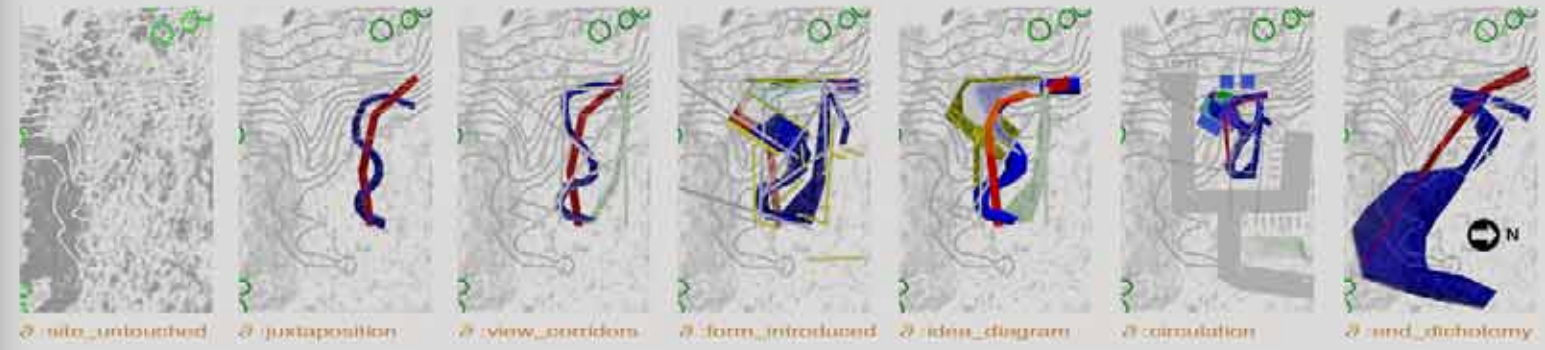 N
∂ :site_untouched
∂ :juxtaposition
∂ :view_corridors
∂ :form_introduced
∂ :idea_diagram
∂ :circulation
∂ :end_dichotomy